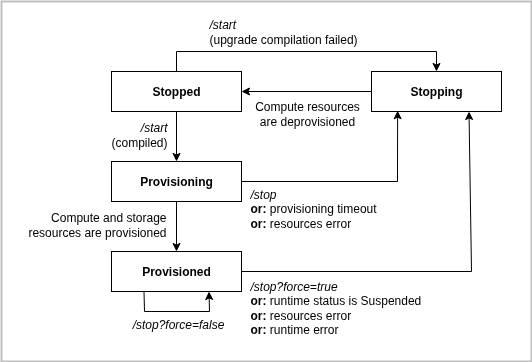 /start
(upgrade compilation failed)
Stopped
Stopping
Compute resources
are deprovisioned
/start
(compiled)
Provisioning
/stop
or: provisioning timeout
or: resources error
Compute and storage
resources are provisioned
Provisioned
/stop?force=true
or: runtime status is Suspended
or: resources error
or: runtime error
/stop?force=false